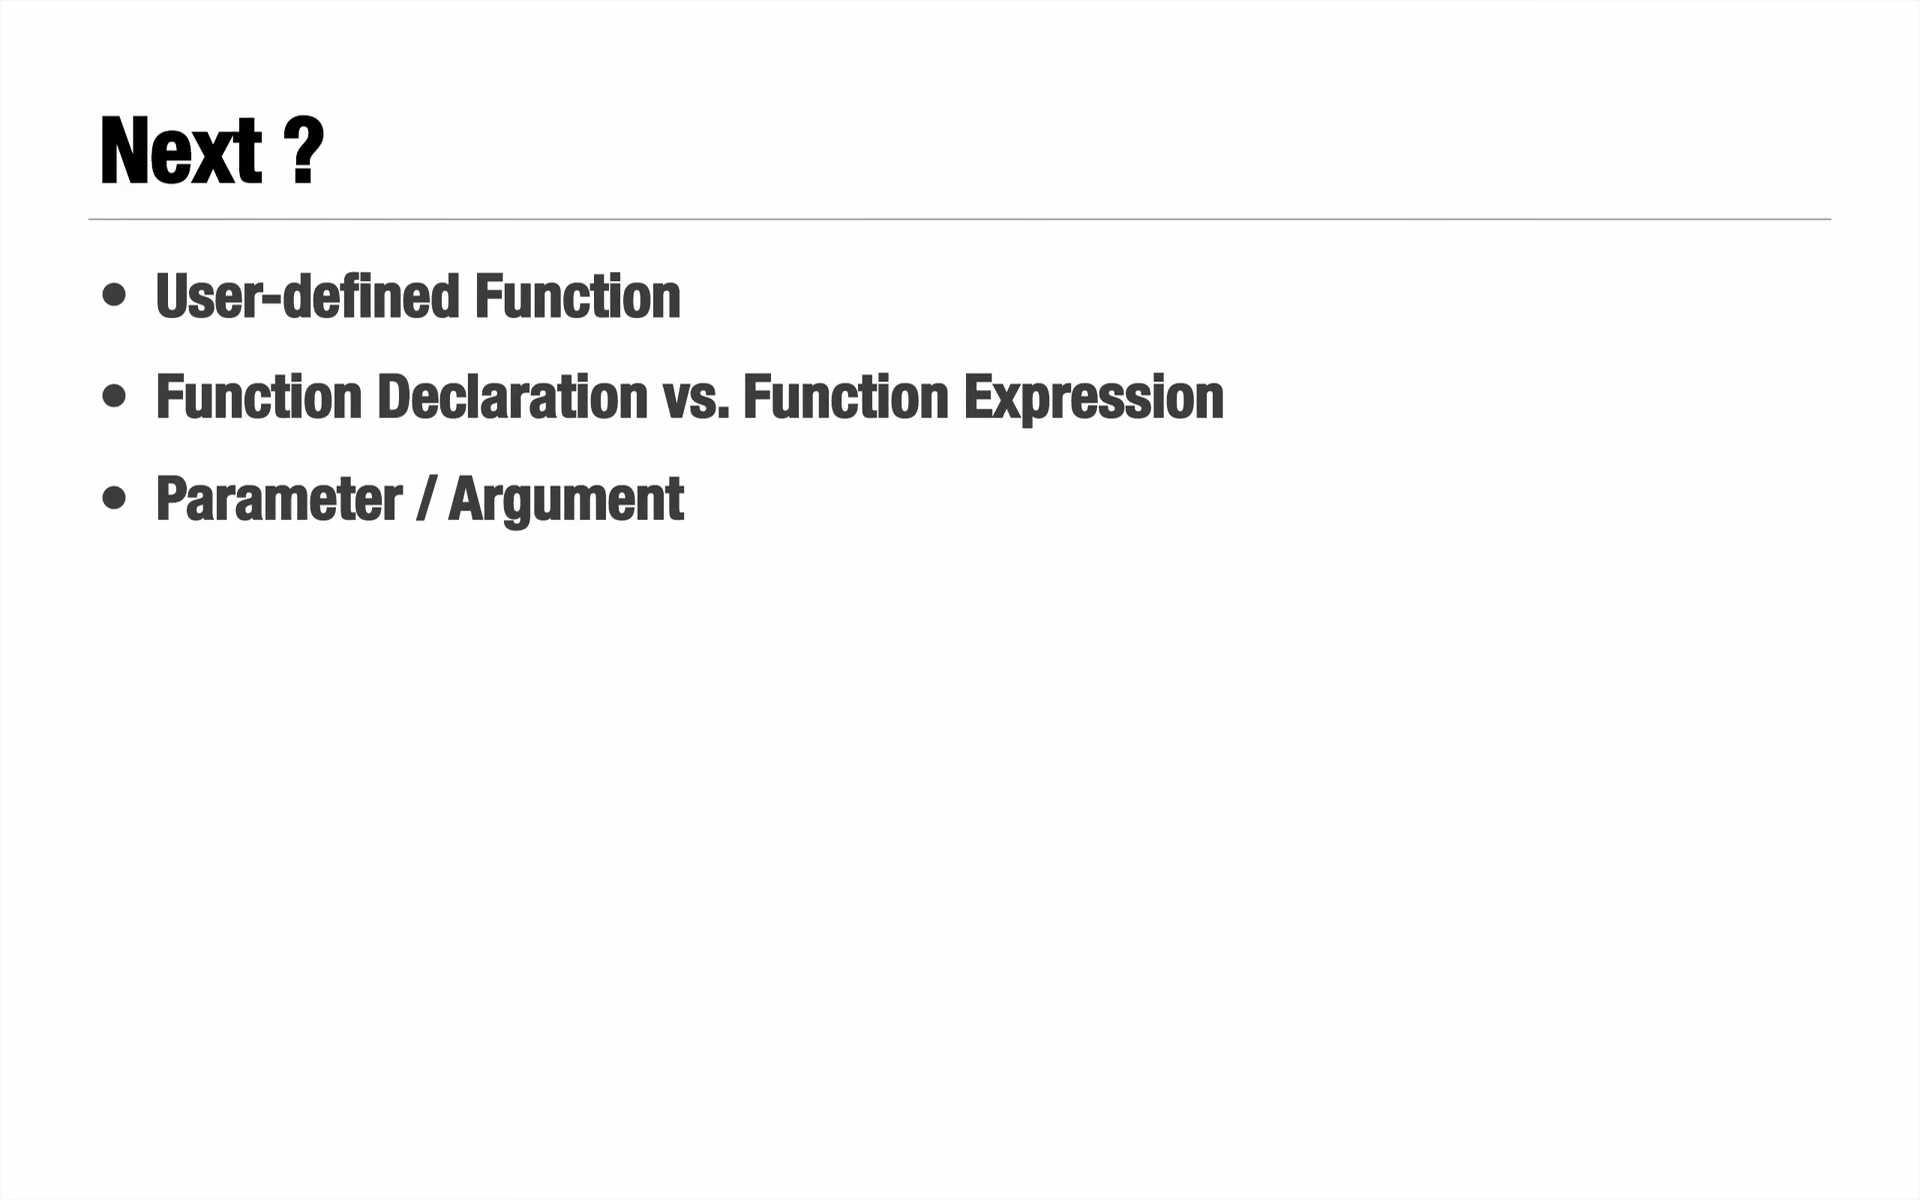 Next ?
• User-defined Function
• Function Declaration vs. Function Expression
• Parameter / Argument